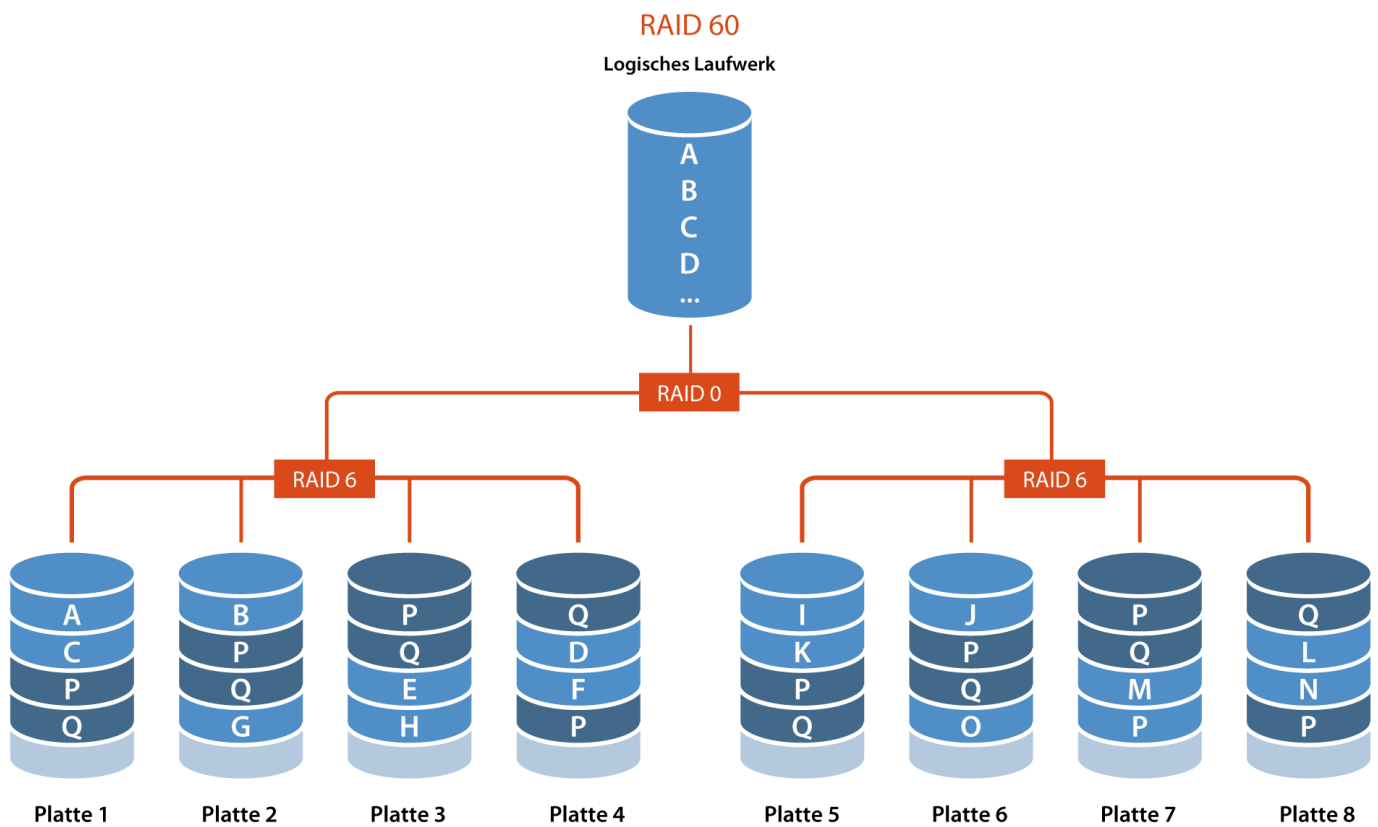 RAID 60
Logisches Laufwerk
A
B
C
D
...
RAID 0
RAID 6 RAID 6
A B P Q I J P Q
C P Q D K P Q L
P Q E F P Q M N
Q G H P Q O P P
Platte 1 Platte 2 Platte 3 Platte 4 Platte 5 Platte 6 Platte 7 Platte 8